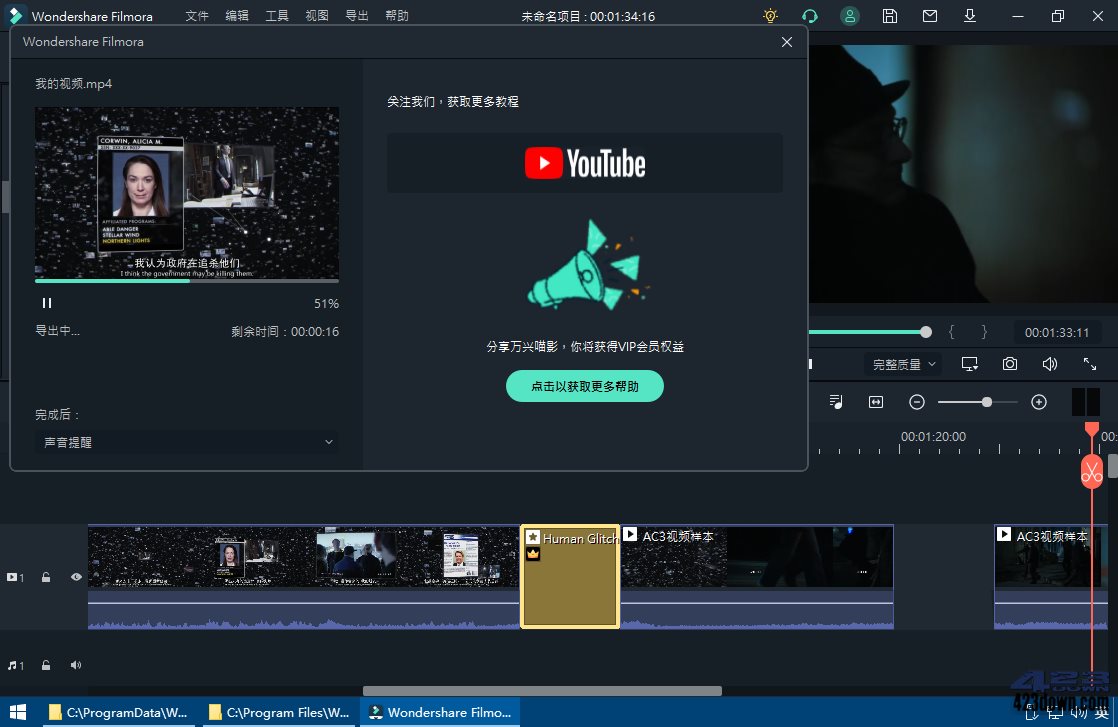 Wondershare Filmora
文件
编辑
工具
视图
导出
帮助
未命名项目 : 00:01:34:16
Wondershare Filmora
我的视频.mp4
CORWIN, ALICIA M.
AFFILIATED PROGRAMS:
ABLE DANGER
STELLAR WIND
NORTHERN LIGHTS
我认为政府在追杀他们
I think the government may be killing them.
51%
导出中...
剩余时间：00:00:16
完成后：
声音提醒
关注我们，获取更多教程
YouTube
分享万兴喵影，你将获得VIP会员权益
点击以获取更多帮助
{ }
00:01:33:11
完整质量
00:01:20:00
00:
1
Human Glitch
AC3视频样本
AC3视频样本
1
C:\ProgramData\W...
C:\Program Files\W...
Wondershare Filmo...
423down.com
英